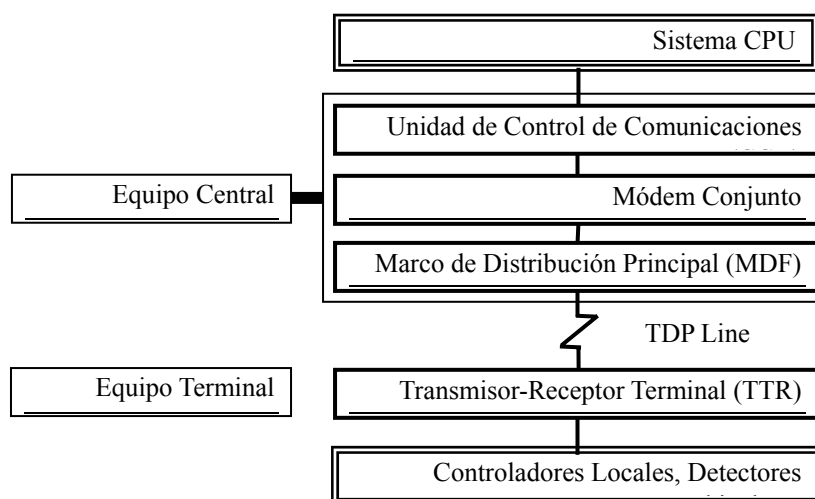 Sistema CPU
Unidad de Control de Comunicaciones
Equipo Central
Módem Conjunto
Marco de Distribución Principal (MDF)
TDP Line
Equipo Terminal
Transmisor-Receptor Terminal (TTR)
Controladores Locales, Detectores